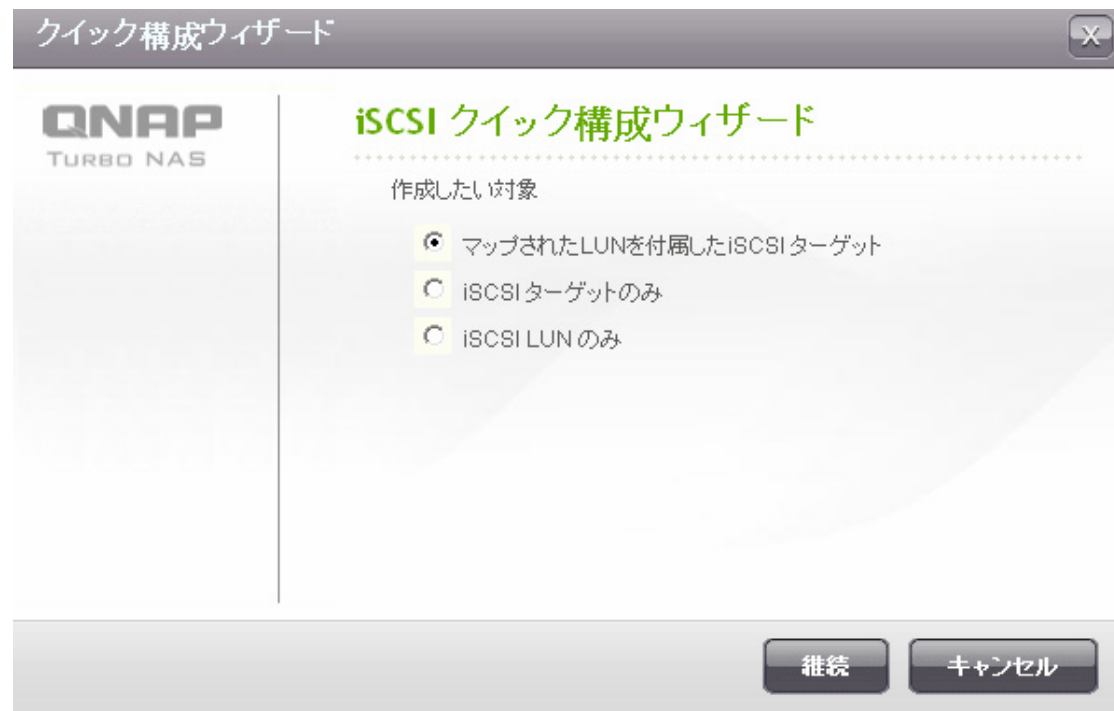 クイック構成ウィザード
X
QNAP
TURBO NAS
iSCSI クイック構成ウィザード
作成したい対象
マップされたLUNを付属したiSCSIターゲット
iSCSIターゲットのみ
iSCSI LUN のみ
継続
キャンセル